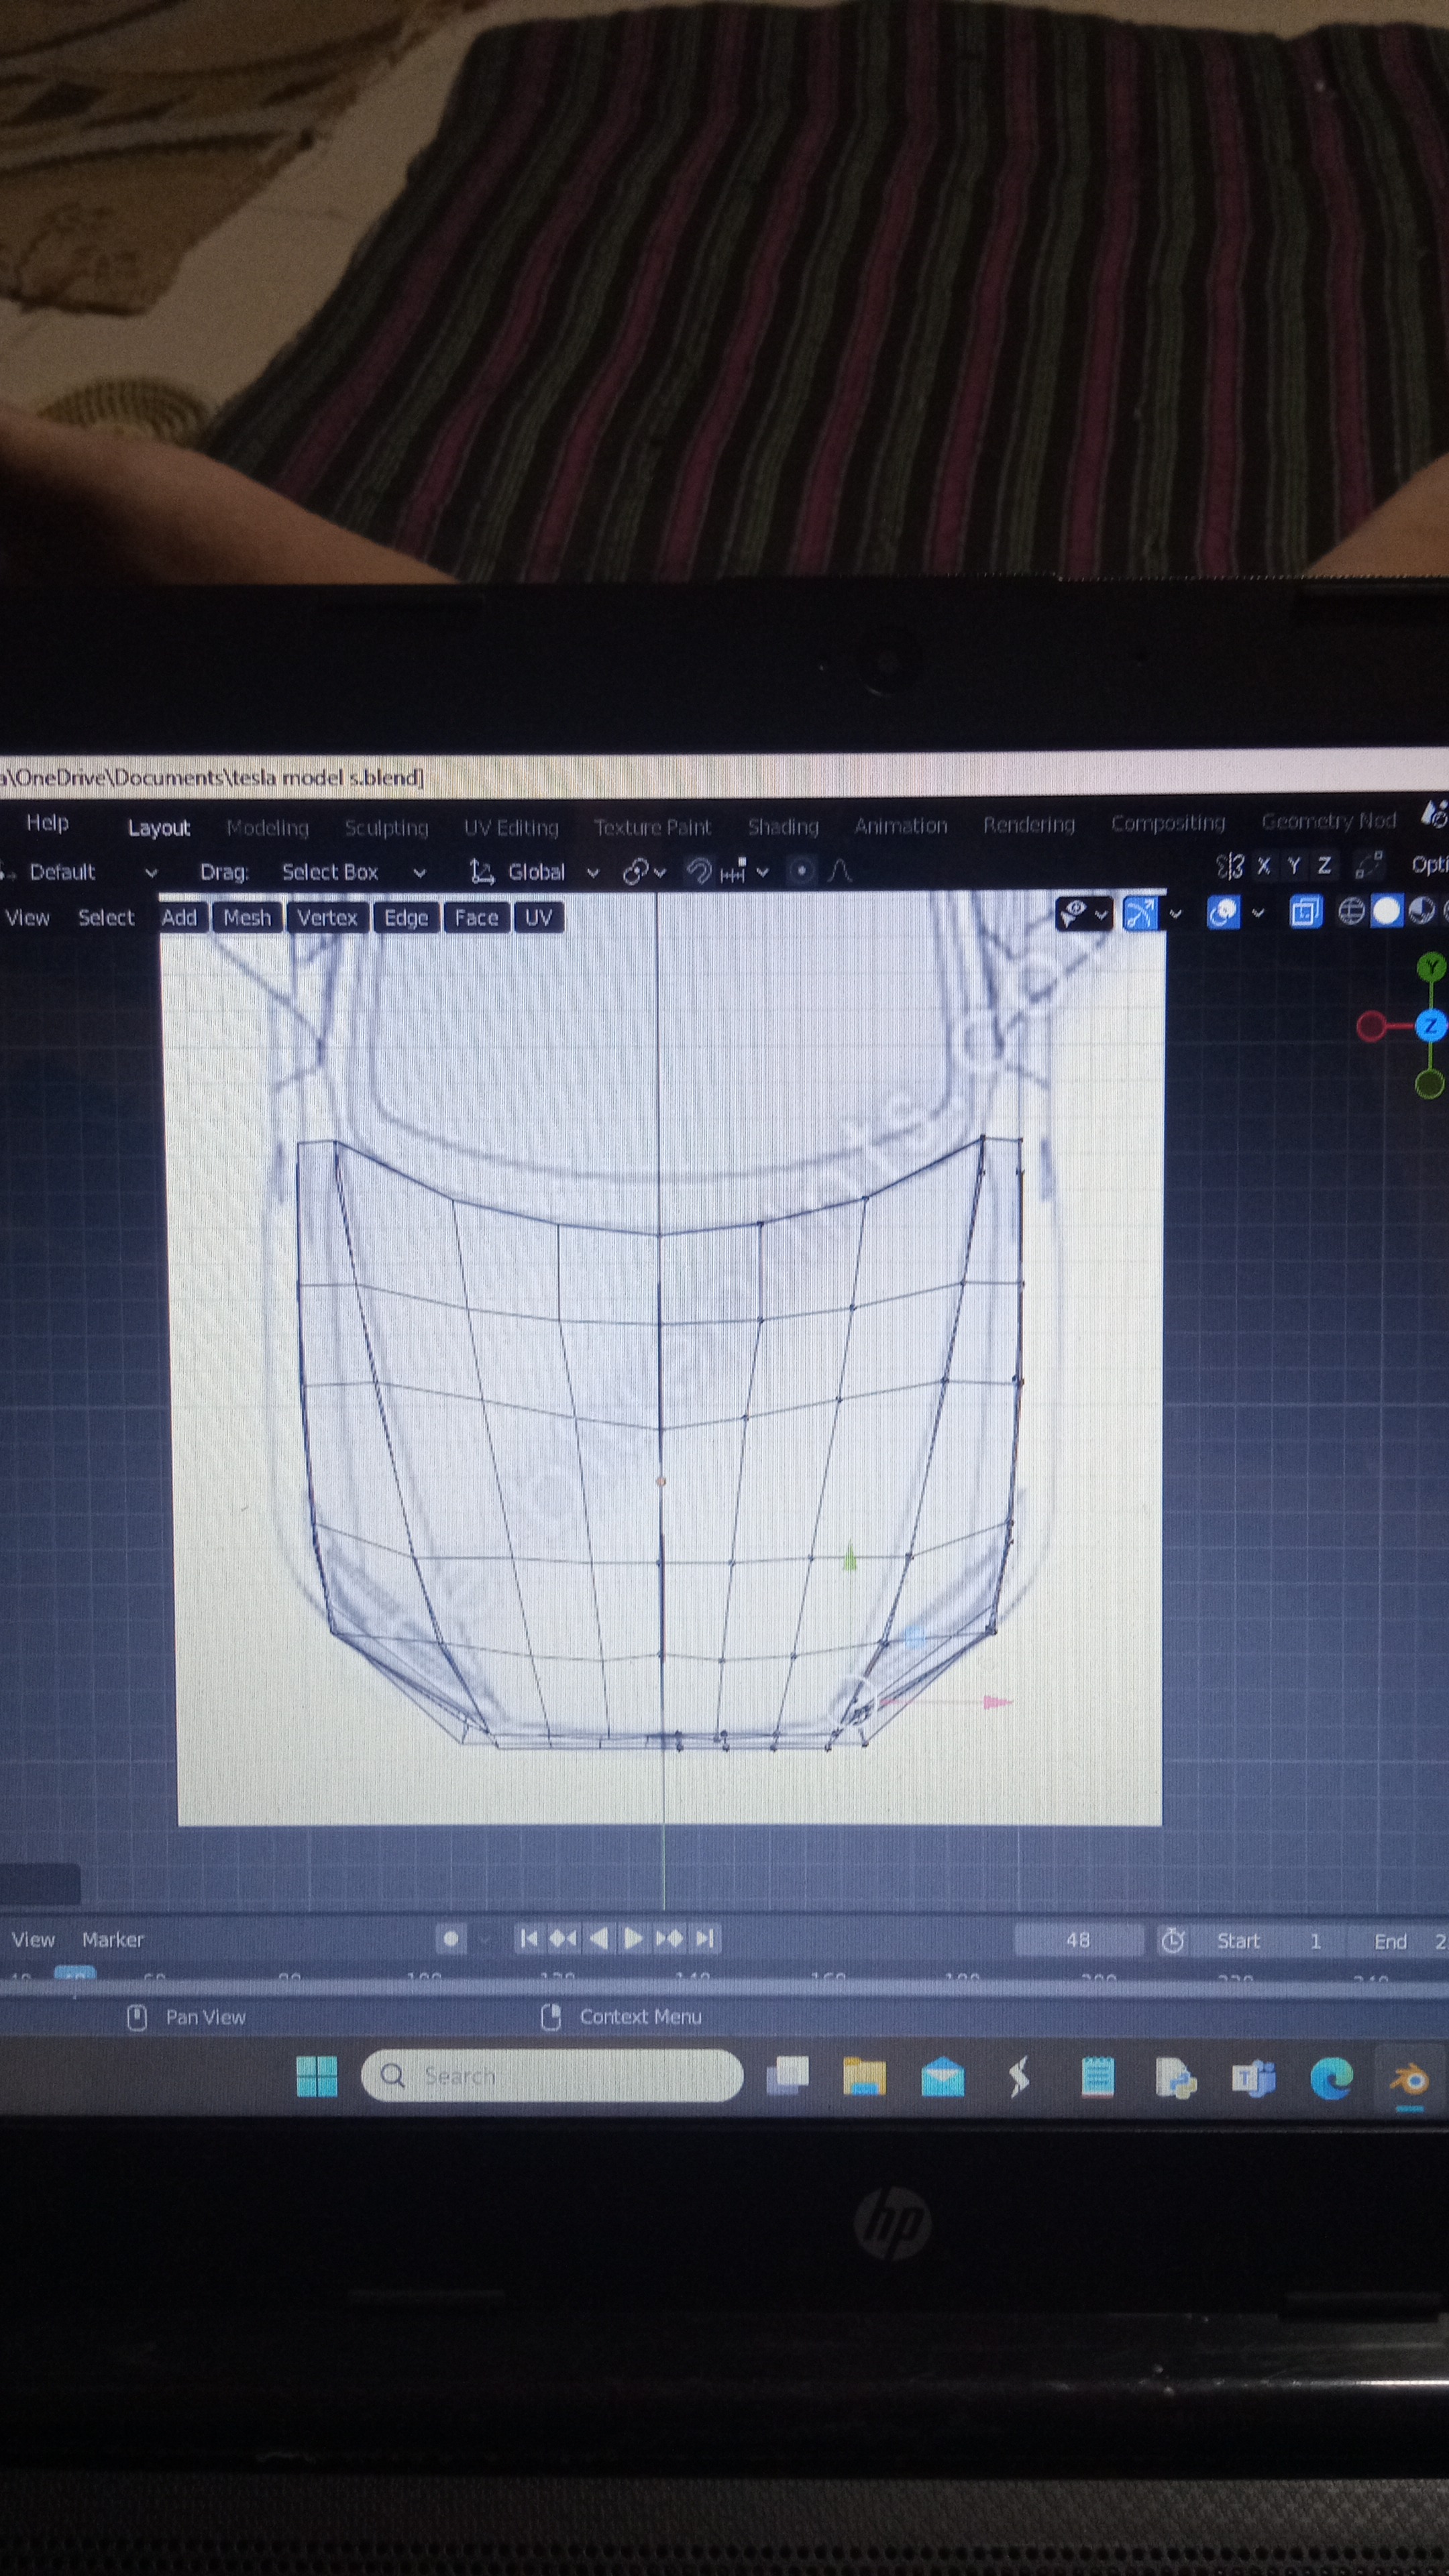 a\OneDrive\Documents\tesla model s.blend]
Help Layout Modeling Sculpting UV Editing Texture Paint Shading Animation Rendering Compositing Geometry Nod
Default Drag: Select Box Global X Y Z Opti
View Select Add Mesh Vertex Edge Face UV
Y
Z
View Marker 48 Start 1 End 2
Pan View Context Menu
Search
T
hp